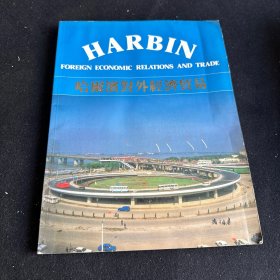 HARBIN
FOREIGN ECONOMIC RELATIONS AND TRADE
哈尔滨对外经济贸易